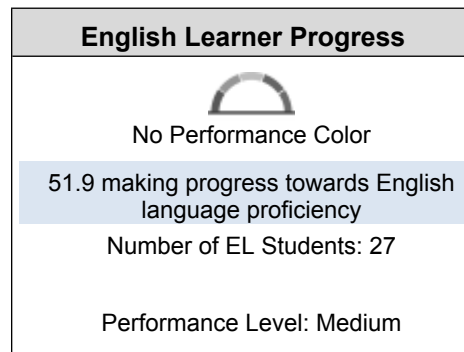 English Learner Progress
No Performance Color
51.9 making progress towards English
language proficiency
Number of EL Students: 27
Performance Level: Medium